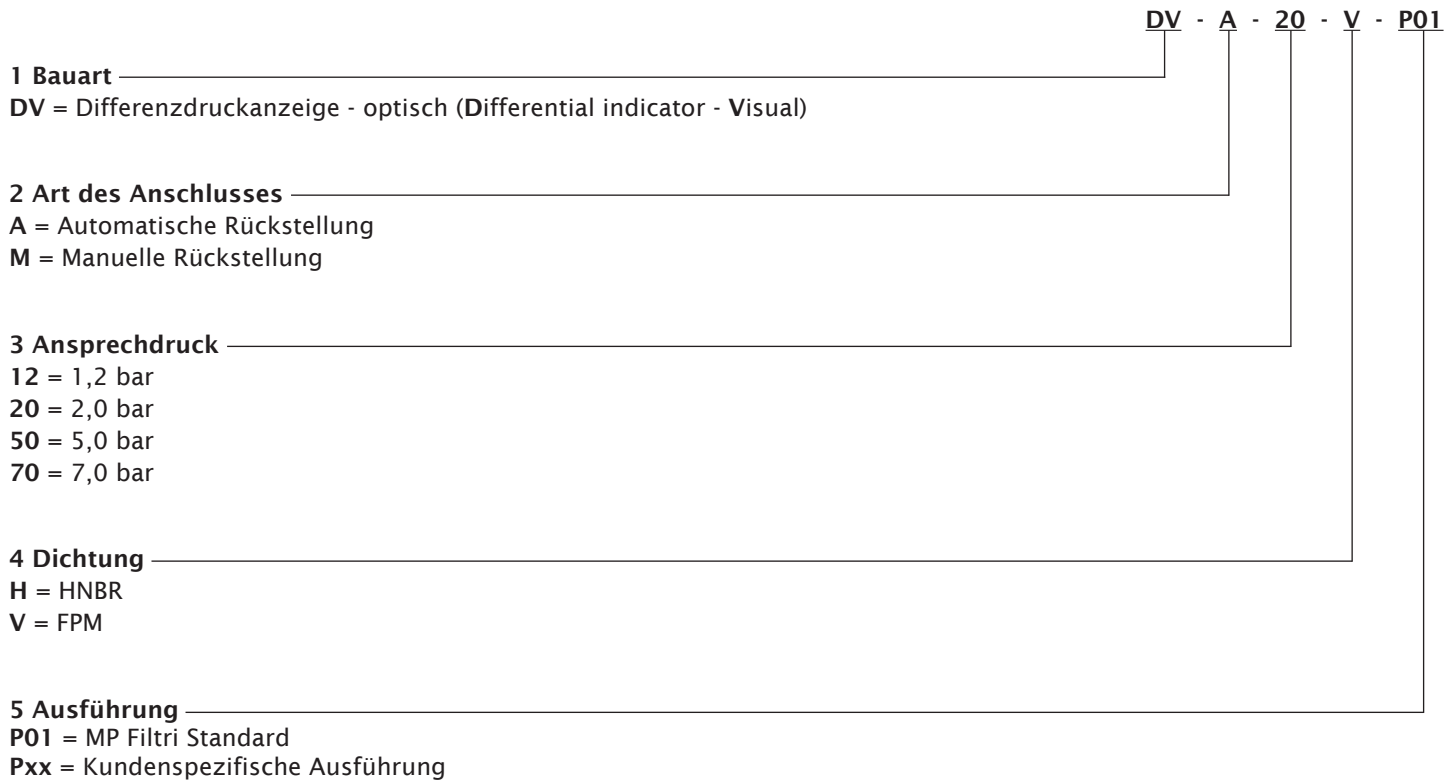 DV - A - 20 - V - P01
1 Bauart
DV = Differenzdruckanzeige - optisch (Differential indicator - Visual)
2 Art des Anschlusses
A = Automatische Rückstellung
M = Manuelle Rückstellung
3 Ansprechdruck
12 = 1,2 bar
20 = 2,0 bar
50 = 5,0 bar
70 = 7,0 bar
4 Dichtung
H = HNBR
V = FPM
5 Ausführung
P01 = MP Filtri Standard
Pxx = Kundenspezifische Ausführung